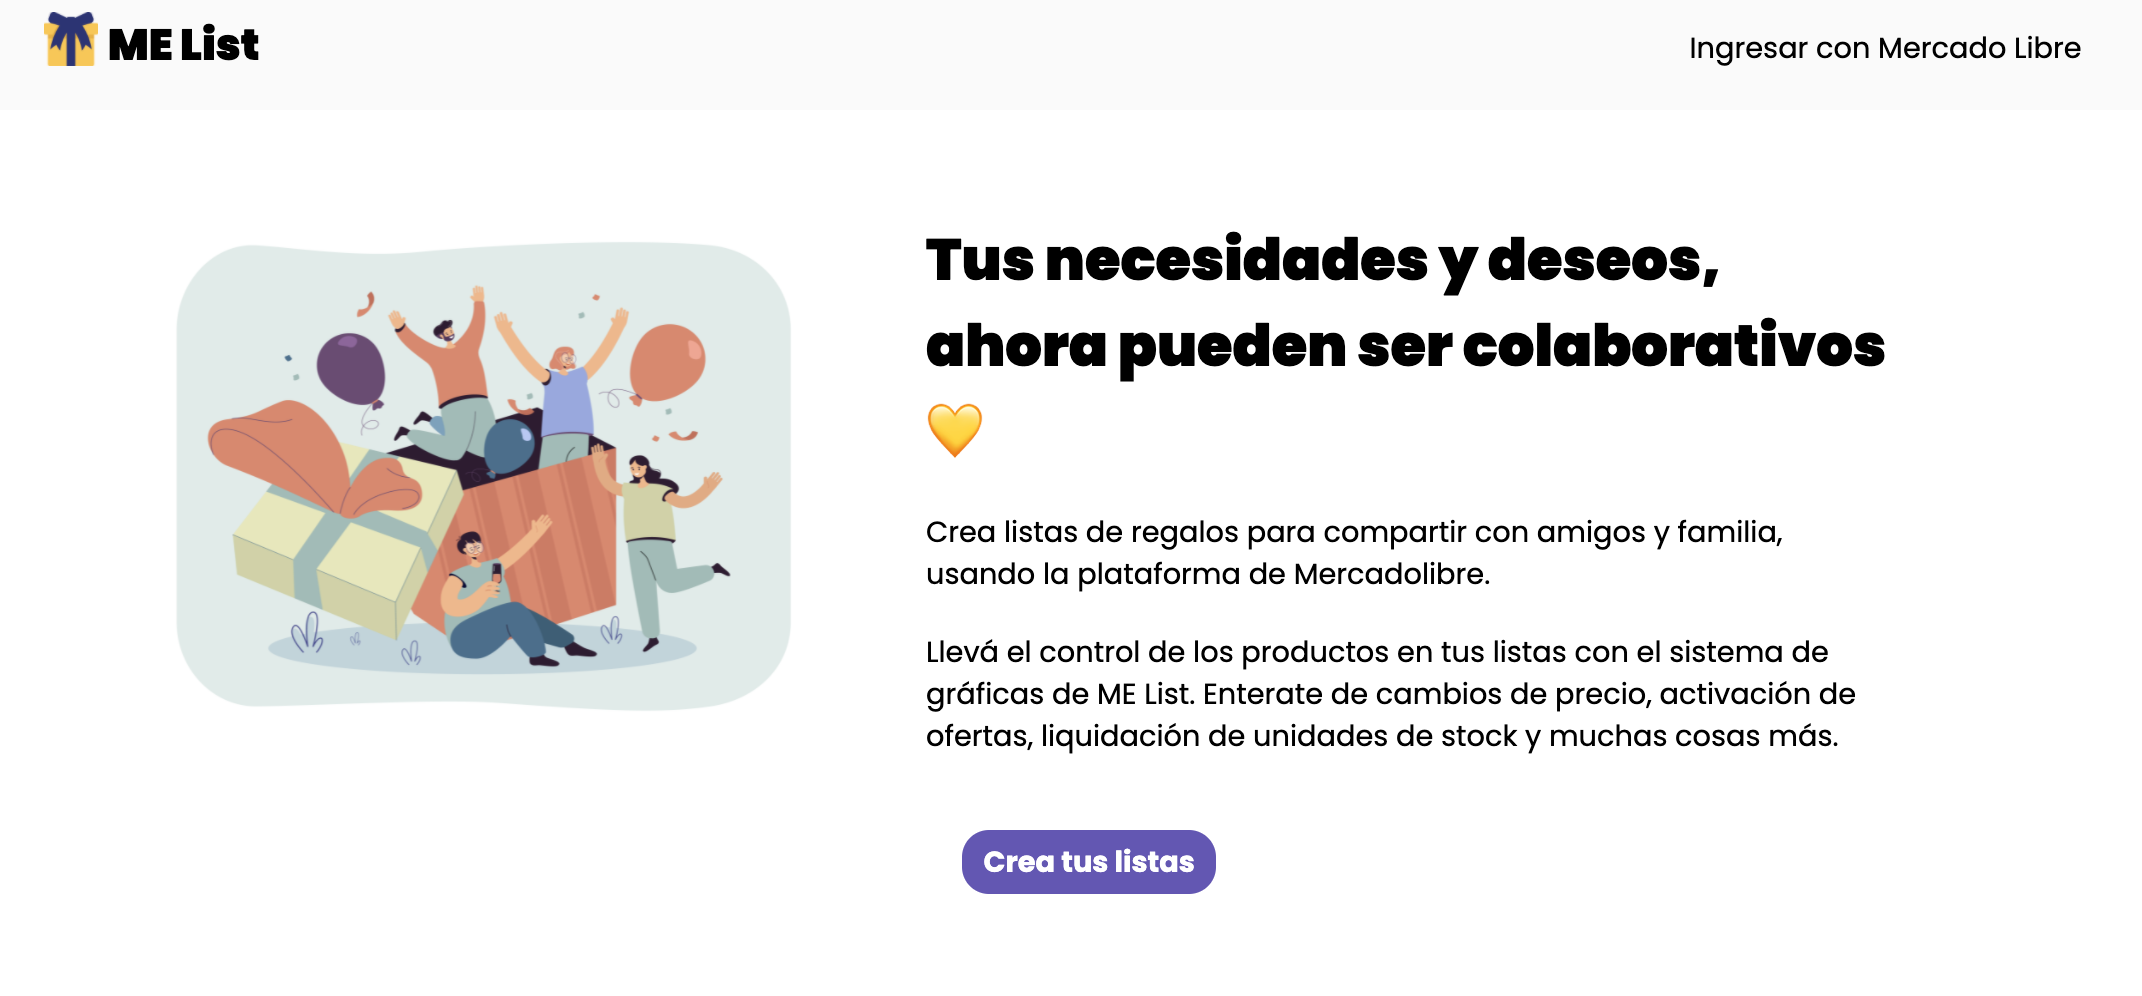 ME List
Ingresar con Mercado Libre
Tus necesidades y deseos,
ahora pueden ser colaborativos
💛
Crea listas de regalos para compartir con amigos y familia,
usando la plataforma de Mercadolibre.
Llevá el control de los productos en tus listas con el sistema de
gráficas de ME List. Enterate de cambios de precio, activación de
ofertas, liquidación de unidades de stock y muchas cosas más.
Crea tus listas